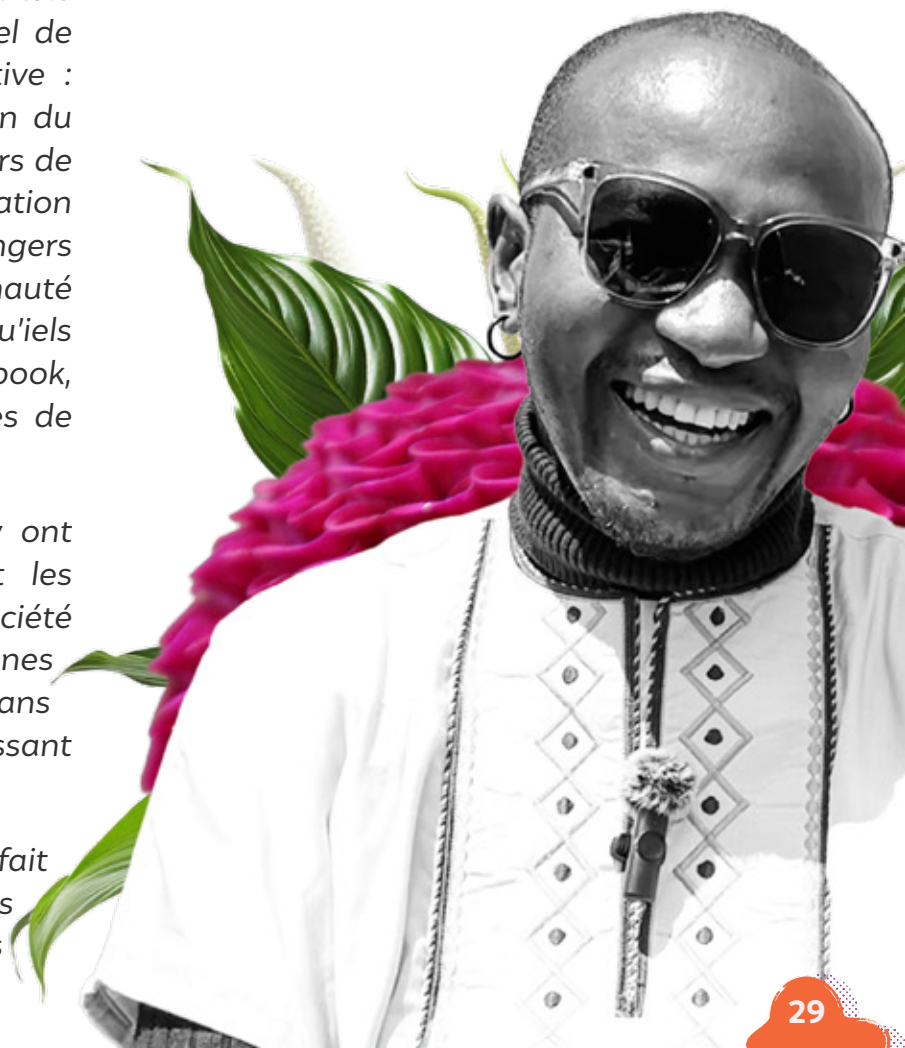 el de
tive :
n du
rs de
ation
ngers
nauté
u'iels
book,
es de
y ont
t les
ciété
nes
ans
ssant
fait
s
s
29